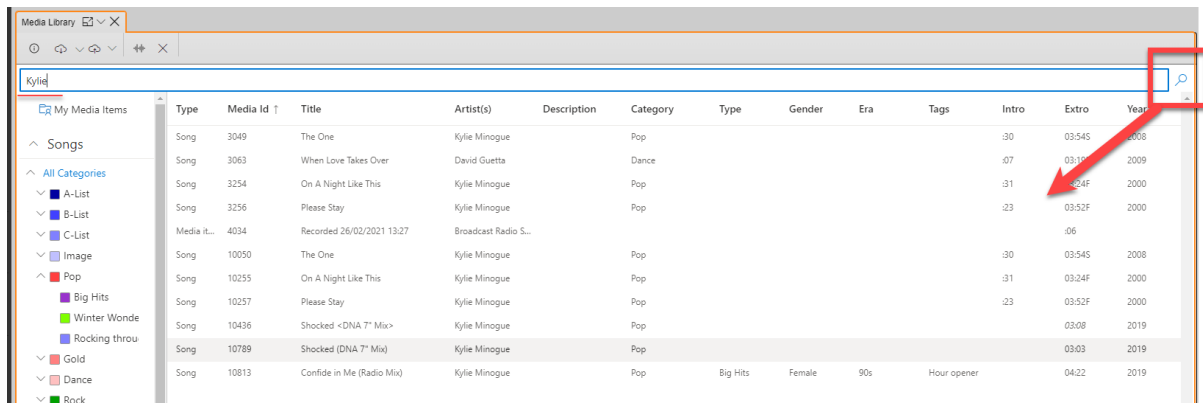 Media Library
Kylie
My Media Items
Songs
All Categories
A-List
B-List
C-List
Image
Pop
Big Hits
Winter Wonde
Rocking throu
Gold
Dance
Rock
Type Media Id ↑ Title Artist(s) Description Category Type Gender Era Tags Intro Extro Year
Song 3049 The One Kylie Minogue Pop :30 03:54S 2008
Song 3063 When Love Takes Over David Guetta Dance :07 2009
Song 3254 On A Night Like This Kylie Minogue Pop :31 2000
Song 3256 Please Stay Kylie Minogue Pop :23 03:52F 2000
Media it... 4034 Recorded 26/02/2021 13:27 Broadcast Radio S... :06
Song 10050 The One Kylie Minogue Pop :30 03:54S 2008
Song 10255 On A Night Like This Kylie Minogue Pop :31 03:24F 2000
Song 10257 Please Stay Kylie Minogue Pop :23 03:52F 2000
Song 10436 Shocked <DNA 7" Mix> Kylie Minogue Pop 03:08 2019
Song 10789 Shocked (DNA 7" Mix) Kylie Minogue Pop 03:03 2019
Song 10813 Confide in Me (Radio Mix) Kylie Minogue Pop Big Hits Female 90s Hour opener 04:22 2019